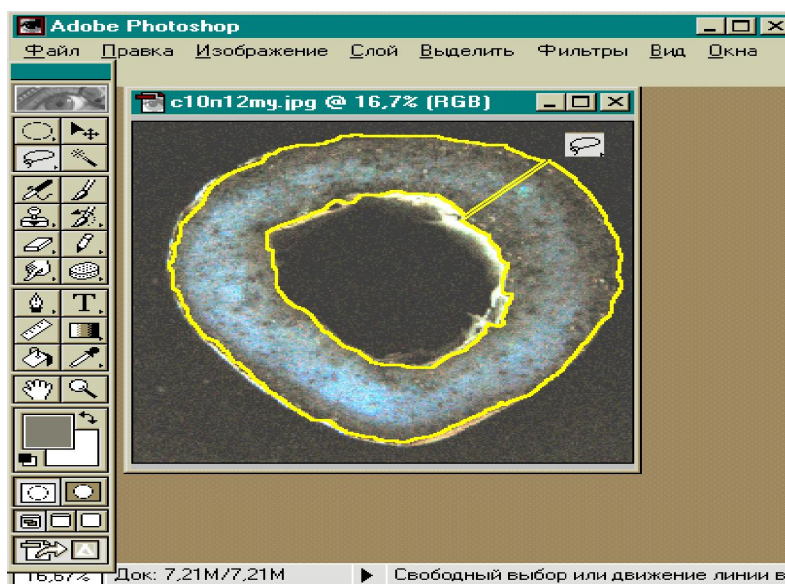 Adobe Photoshop
Файл Правка Изображение Слой Выделить Фильтры Вид Окна
с10п12my.jpg @ 16,7% (RGB)
T
16,67% Док: 7,21M/7,21M Свободный выбор или движение линии в